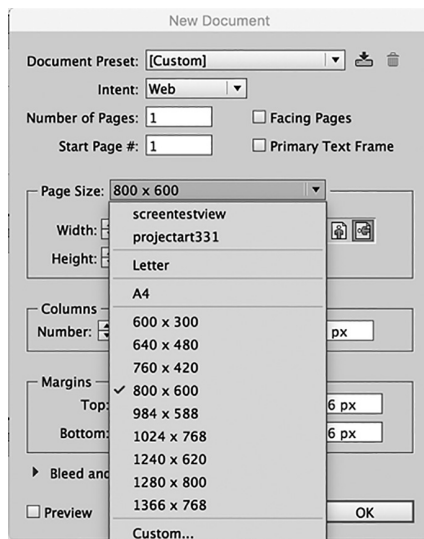 New Document
Document Preset: [Custom]
Intent: Web
Number of Pages: 1 Facing Pages
Start Page #: 1 Primary Text Frame
Page Size: 800 x 600
screentestview
projectart331
Width:
Height:
Letter
A4
Columns
600 x 300
Number: px
640 x 480
760 x 420
Margins
✓ 800 x 600
Top: 6 px
984 x 588
Bottom: 6 px
1024 x 768
1240 x 620
Bleed and
1280 x 800
1366 x 768
Preview OK
Custom...